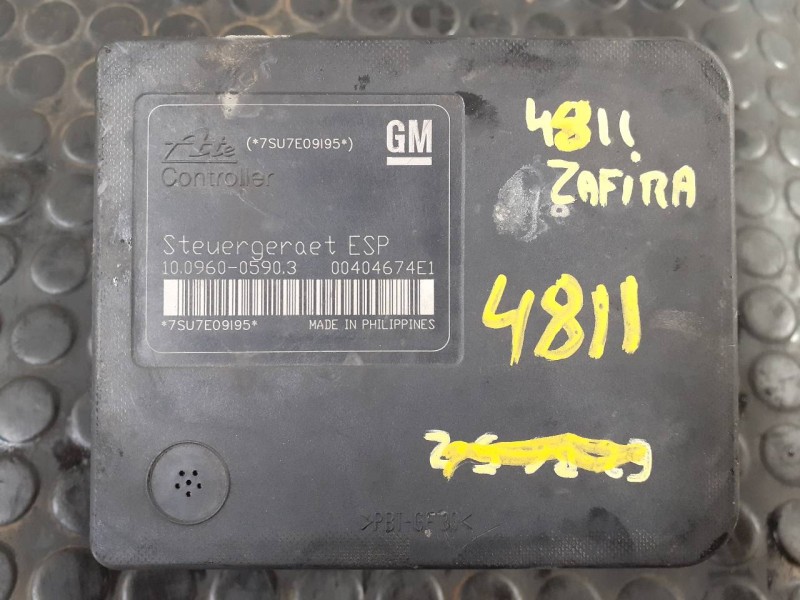 Ate (*7SU7E09I95*) GM
Controller
Steuergeraet ESP
10.0960-0590.3 00404674E1
*7SU7E09I95* MADE IN PHILIPPINES
4811
ZAFIRA
4811
>PBT-GF30<